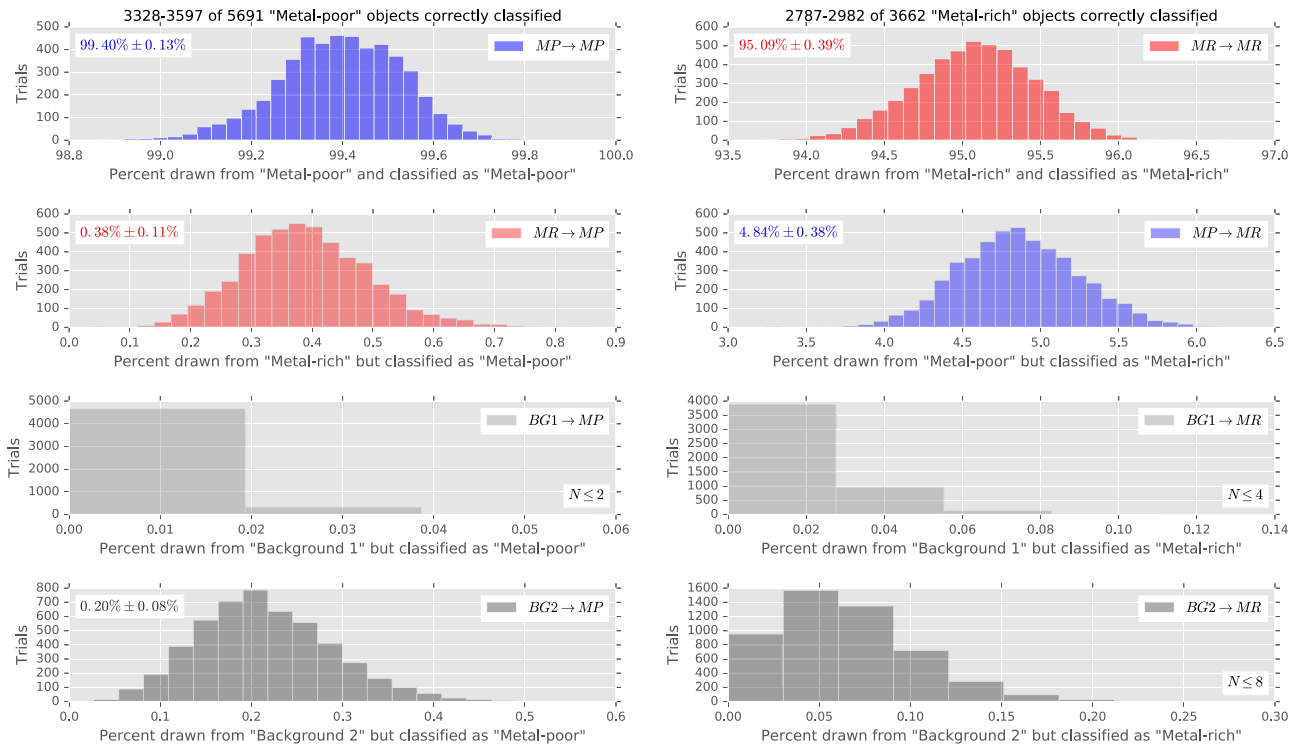 3328-3597 of 5691 "Metal-poor" objects correctly classified
500
400
300
200
100
0
Trials
99.40% ± 0.13%
MP → MP
98.8 99.0 99.2 99.4 99.6 99.8 100.0
Percent drawn from "Metal-poor" and classified as "Metal-poor"
2787-2982 of 3662 "Metal-rich" objects correctly classified
600
500
400
300
200
100
0
Trials
95.09% ± 0.39%
MR → MR
93.5 94.0 94.5 95.0 95.5 96.0 96.5 97.0
Percent drawn from "Metal-rich" and classified as "Metal-rich"
600
500
400
300
200
100
0
Trials
0.38% ± 0.11%
MR → MP
0.0 0.1 0.2 0.3 0.4 0.5 0.6 0.7 0.8 0.9
Percent drawn from "Metal-rich" but classified as "Metal-poor"
600
500
400
300
200
100
0
Trials
4.84% ± 0.38%
MP → MR
3.0 3.5 4.0 4.5 5.0 5.5 6.0 6.5
Percent drawn from "Metal-poor" but classified as "Metal-rich"
5000
4000
3000
2000
1000
0
Trials
BG1 → MP
N ≤ 2
0.00 0.02 0.03 0.04 0.05 0.06
Percent drawn from "Background 1" but classified as "Metal-poor"
4000
3500
3000
2500
2000
1500
1000
500
0
Trials
BG1 → MR
N ≤ 4
0.00 0.02 0.04 0.06 0.08 0.10 0.12 0.14
Percent drawn from "Background 1" but classified as "Metal-rich"
800
700
600
500
400
300
200
100
0
Trials
0.20% ± 0.08%
BG2 → MP
0.0 0.1 0.2 0.3 0.4 0.5 0.6
Percent drawn from "Background 2" but classified as "Metal-poor"
1600
1400
1200
1000
800
600
400
200
0
Trials
BG2 → MR
N ≤ 8
0.00 0.05 0.10 0.15 0.20 0.25 0.30
Percent drawn from "Background 2" but classified as "Metal-rich"